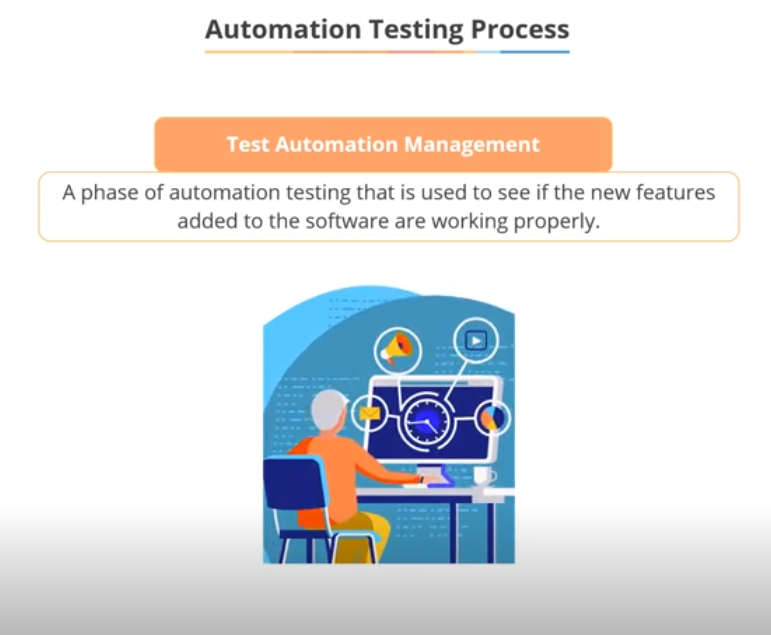 Automation Testing Process
Test Automation Management
A phase of automation testing that is used to see if the new features
added to the software are working properly.